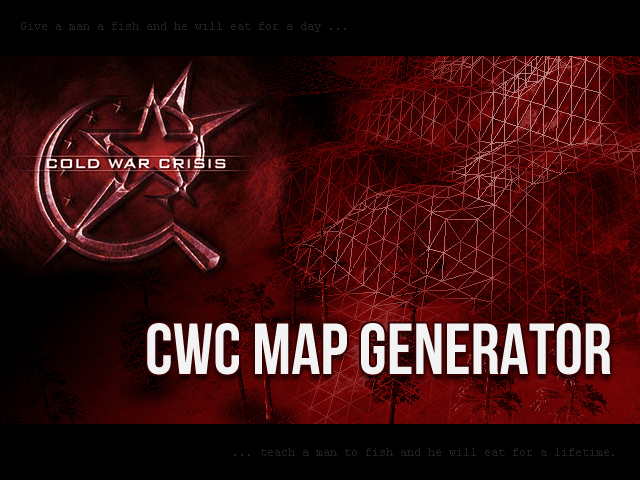 Give a man a fish and he will eat for a day ...
COLD WAR CRISIS
CWC MAP GENERATOR
... teach a man to fish and he will eat for a lifetime.